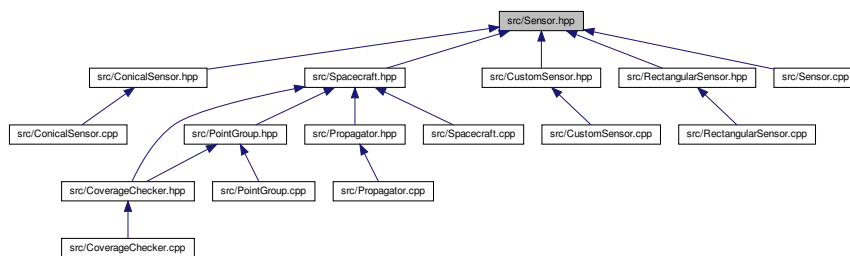 src/Sensor.hpp
src/ConicalSensor.hpp
src/Spacecraft.hpp
src/CustomSensor.hpp
src/RectangularSensor.hpp
src/Sensor.cpp
src/ConicalSensor.cpp
src/PointGroup.hpp
src/Propagator.hpp
src/Spacecraft.cpp
src/CustomSensor.cpp
src/RectangularSensor.cpp
src/CoverageChecker.hpp
src/PointGroup.cpp
src/Propagator.cpp
src/CoverageChecker.cpp